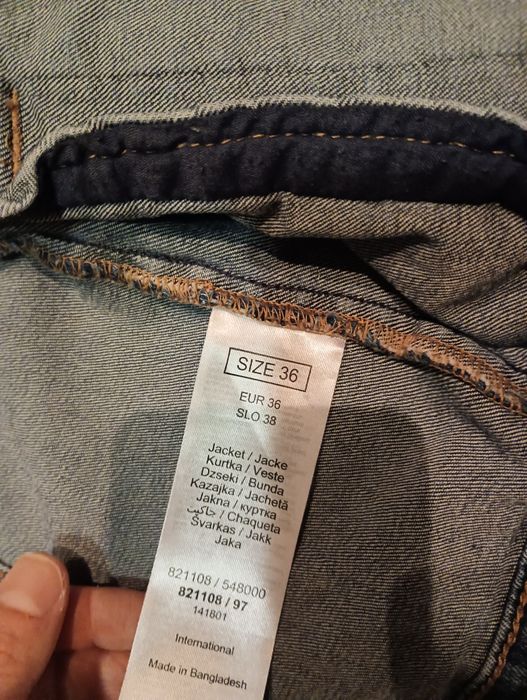 SIZE 36
EUR 36
SLO 38
Jacket / Jacke
Kurtka / Veste
Dzseki / Bunda
Kazajka / Jachetă
Jakna / куртка
جاكيت / Chaqueta
Švarkas / Jakk
Jaka
821108 / 548000
821108 / 97
141801
International
Made in Bangladesh